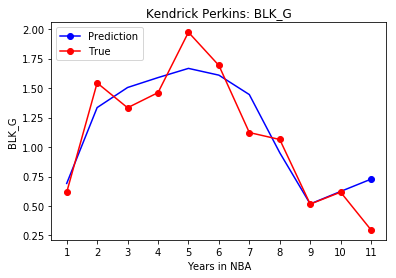 Kendrick Perkins: BLK_G
Prediction
True
2.00
1.75
1.50
1.25
1.00
0.75
0.50
0.25
BLK_G
1 2 3 4 5 6 7 8 9 10 11
Years in NBA